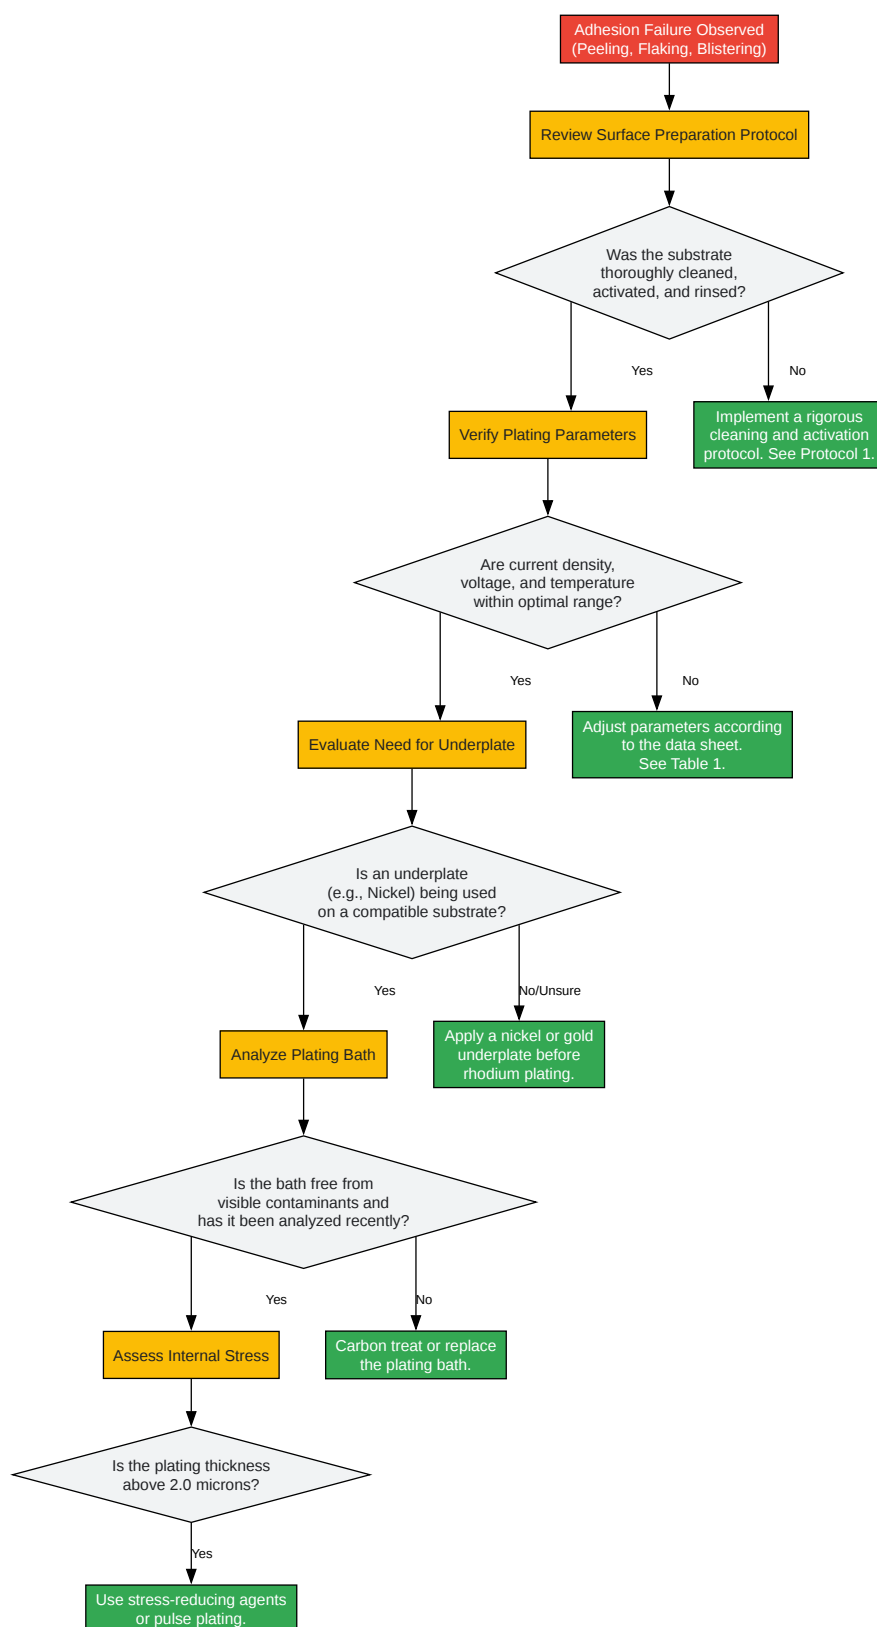 Adhesion Failure Observed
(Peeling, Flaking, Blistering)
Review Surface Preparation Protocol
Was the substrate
thoroughly cleaned,
activated, and rinsed?
Yes
No
Verify Plating Parameters
Implement a rigorous
cleaning and activation
protocol. See Protocol 1.
Are current density,
voltage, and temperature
within optimal range?
Yes
No
Evaluate Need for Underplate
Adjust parameters according
to the data sheet.
See Table 1.
Is an underplate
(e.g., Nickel) being used
on a compatible substrate?
Yes
No/Unsure
Analyze Plating Bath
Apply a nickel or gold
underplate before
rhodium plating.
Is the bath free from
visible contaminants and
has it been analyzed recently?
Yes
No
Assess Internal Stress
Carbon treat or replace
the plating bath.
Is the plating thickness
above 2.0 microns?
Yes
Use stress-reducing agents
or pulse plating.